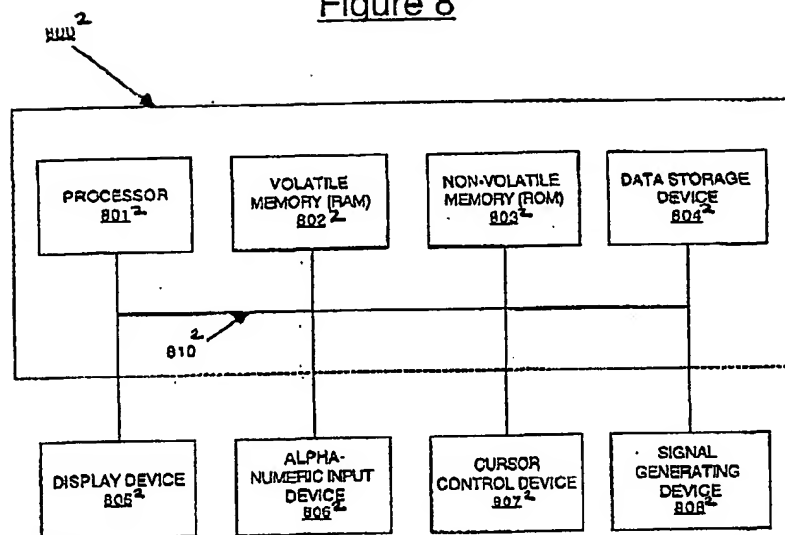 Figure 8
800²
PROCESSOR
801²
VOLATILE
MEMORY (RAM)
802²
NON-VOLATILE
MEMORY (ROM)
803²
DATA STORAGE
DEVICE
804²
810²
DISPLAY DEVICE
805²
ALPHA-
NUMERIC INPUT
DEVICE
806²
CURSOR
CONTROL DEVICE
807²
SIGNAL
GENERATING
DEVICE
808²